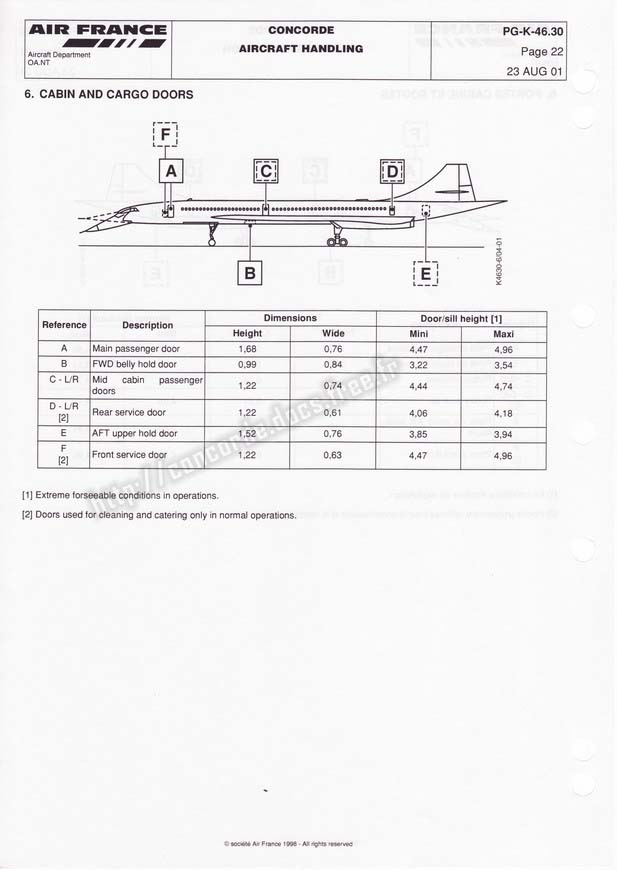 AIR FRANCE
Aircraft Department
OA.NT
CONCORDE
AIRCRAFT HANDLING
PG-K-46.30
Page 22
23 AUG 01
6. CABIN AND CARGO DOORS
F
A C D
B E
K4630-6/04-01
Reference Description Dimensions Door/sill height [1]
Height Wide Mini Maxi
A Main passenger door 1,68 0,76 4,47 4,96
B FWD belly hold door 0,99 0,84 3,22 3,54
C - L/R Mid cabin passenger 1,22 0,74 4,44 4,74
doors
D - L/R Rear service door 1,22 0,61 4,06 4,18
[2]
E AFT upper hold door 1,52 0,76 3,85 3,94
F Front service door 1,22 0,63 4,47 4,96
[2]
http://concorde.docs.free.fr
[1] Extreme forseeable conditions in operations.
[2] Doors used for cleaning and catering only in normal operations.
© société Air France 1998 - All rights reserved